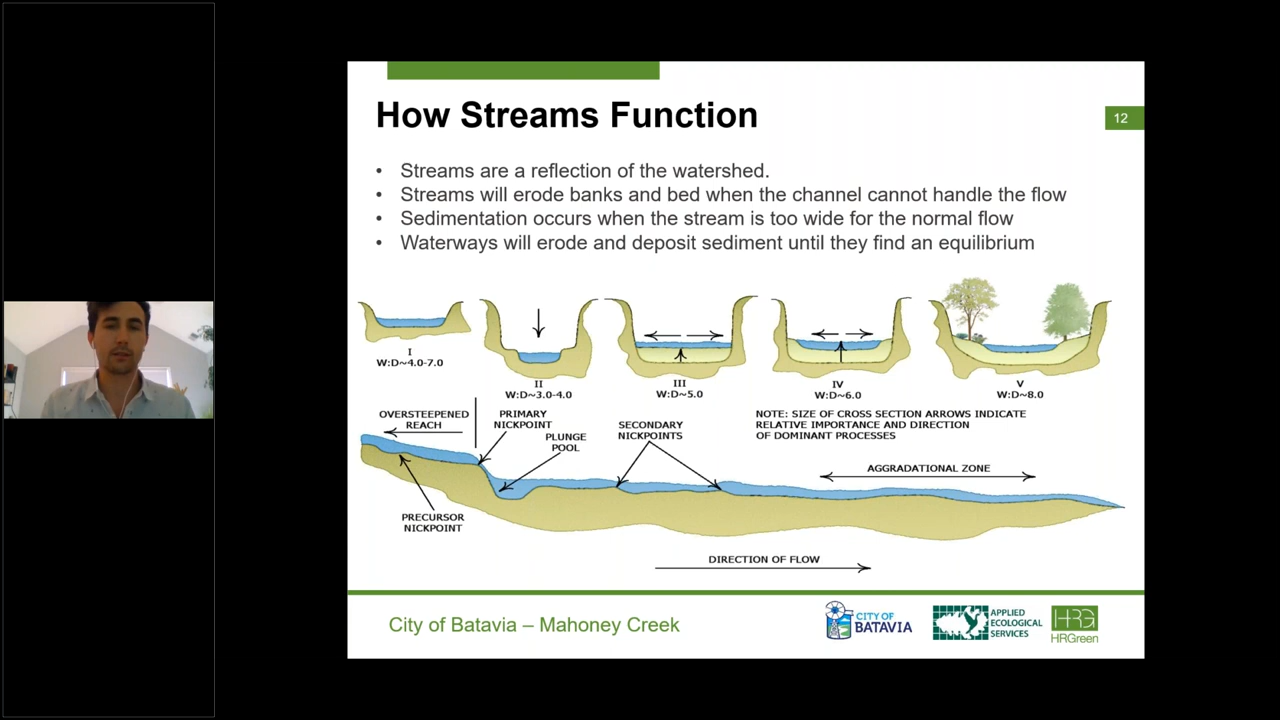 How Streams Function
12
• Streams are a reflection of the watershed.
• Streams will erode banks and bed when the channel cannot handle the flow
• Sedimentation occurs when the stream is too wide for the normal flow
• Waterways will erode and deposit sediment until they find an equilibrium
I
W:D~4.0-7.0
II
W:D~3.0-4.0
III
W:D~5.0
IV
W:D~6.0
V
W:D~8.0
OVERSTEEPENED
REACH
PRIMARY
NICKPOINT
PLUNGE
POOL
SECONDARY
NICKPOINTS
NOTE: SIZE OF CROSS SECTION ARROWS INDICATE
RELATIVE IMPORTANCE AND DIRECTION
OF DOMINANT PROCESSES
AGGRADATIONAL ZONE
PRECURSOR
NICKPOINT
DIRECTION OF FLOW
City of Batavia – Mahoney Creek
CITY OF
BATAVIA
APPLIED
ECOLOGICAL
SERVICES
HRG
HRGreen